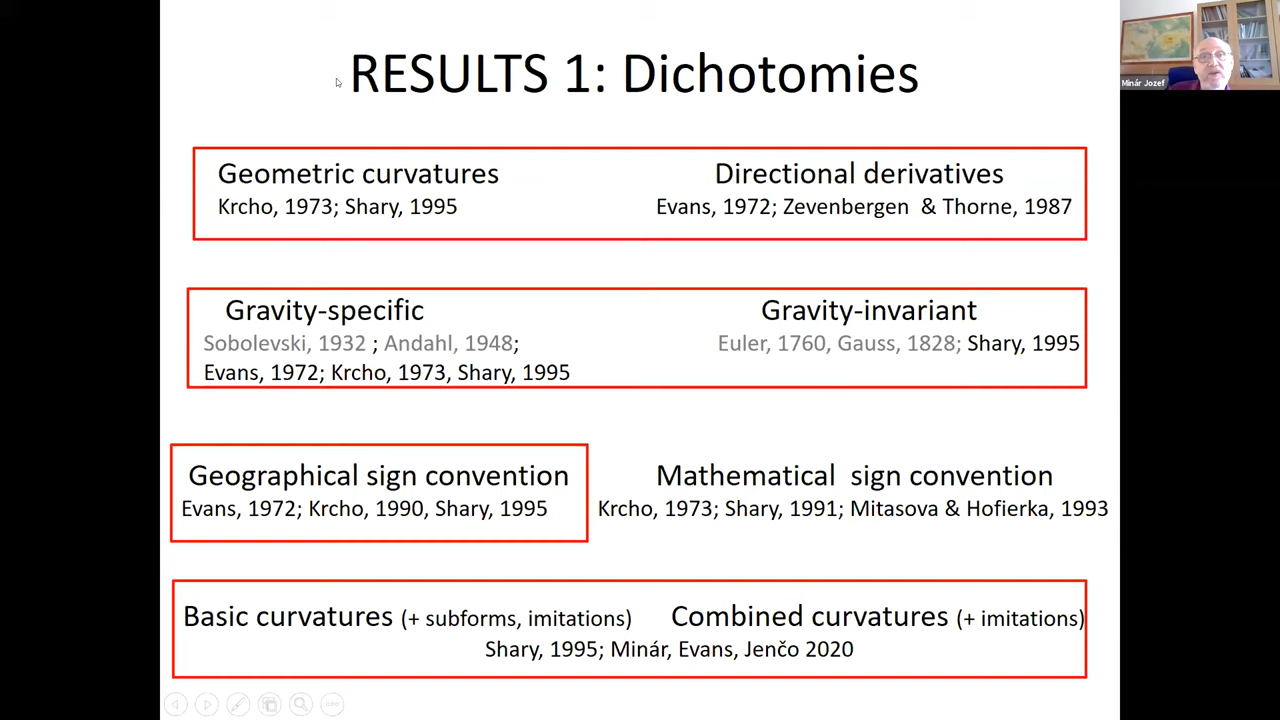 RESULTS 1: Dichotomies
Minár Jozef
Geometric curvatures
Krcho, 1973; Shary, 1995
Directional derivatives
Evans, 1972; Zevenbergen & Thorne, 1987
Gravity-specific
Sobolevski, 1932 ; Andahl, 1948;
Evans, 1972; Krcho, 1973, Shary, 1995
Gravity-invariant
Euler, 1760, Gauss, 1828; Shary, 1995
Geographical sign convention
Evans, 1972; Krcho, 1990, Shary, 1995
Mathematical sign convention
Krcho, 1973; Shary, 1991; Mitasova & Hofierka, 1993
Basic curvatures (+ subforms, imitations)
Combined curvatures (+ imitations)
Shary, 1995; Minár, Evans, Jenčo 2020